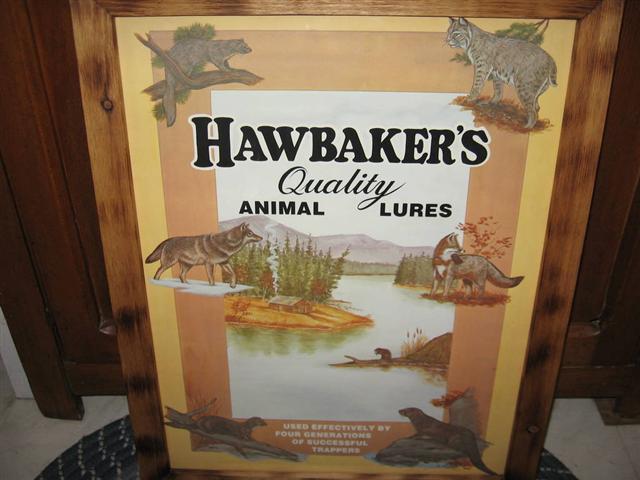 HAWBAKER'S
Quality
ANIMAL LURES
USED EFFECTIVELY BY
FOUR GENERATIONS
OF SUCCESSFUL
TRAPPERS